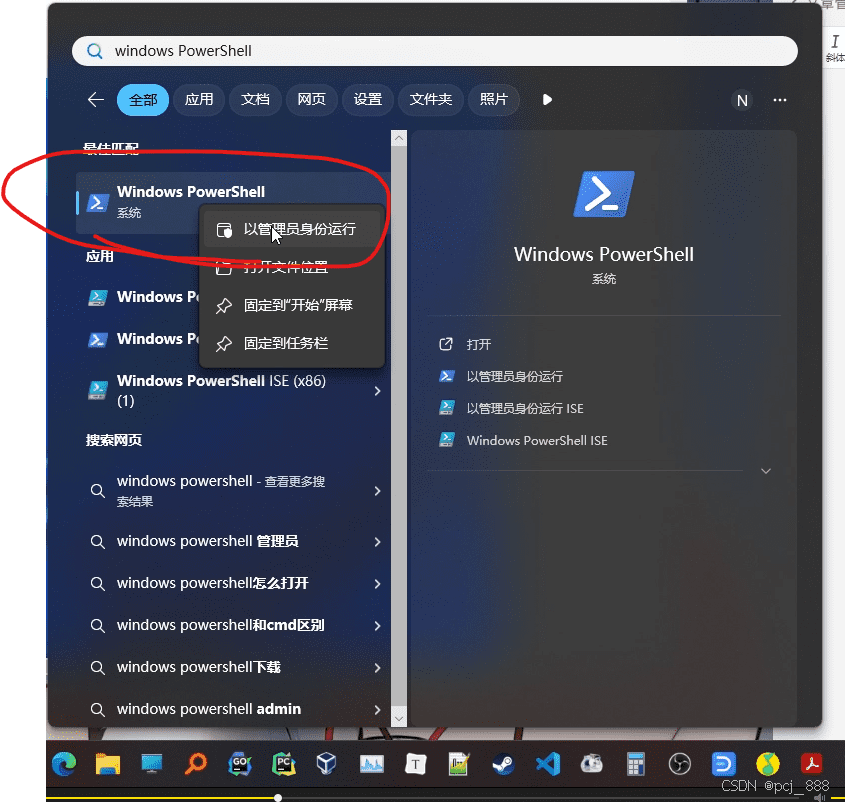 windows PowerShell
全部 应用 文档 网页 设置 文件夹 照片 N
最佳匹配
Windows PowerShell
系统
以管理员身份运行
打开文件位置
固定到“开始”屏幕
固定到任务栏
应用
Windows P
Windows P
Windows PowerShell ISE (x86)
(1)
搜索网页
windows powershell - 查看更多搜
索结果
windows powershell 管理员
windows powershell怎么打开
windows powershell和cmd区别
windows powershell下载
windows powershell admin
Windows PowerShell
系统
打开
以管理员身份运行
以管理员身份运行 ISE
Windows PowerShell ISE
I
斜体
GO
PC
T
CSDN @pcj_888